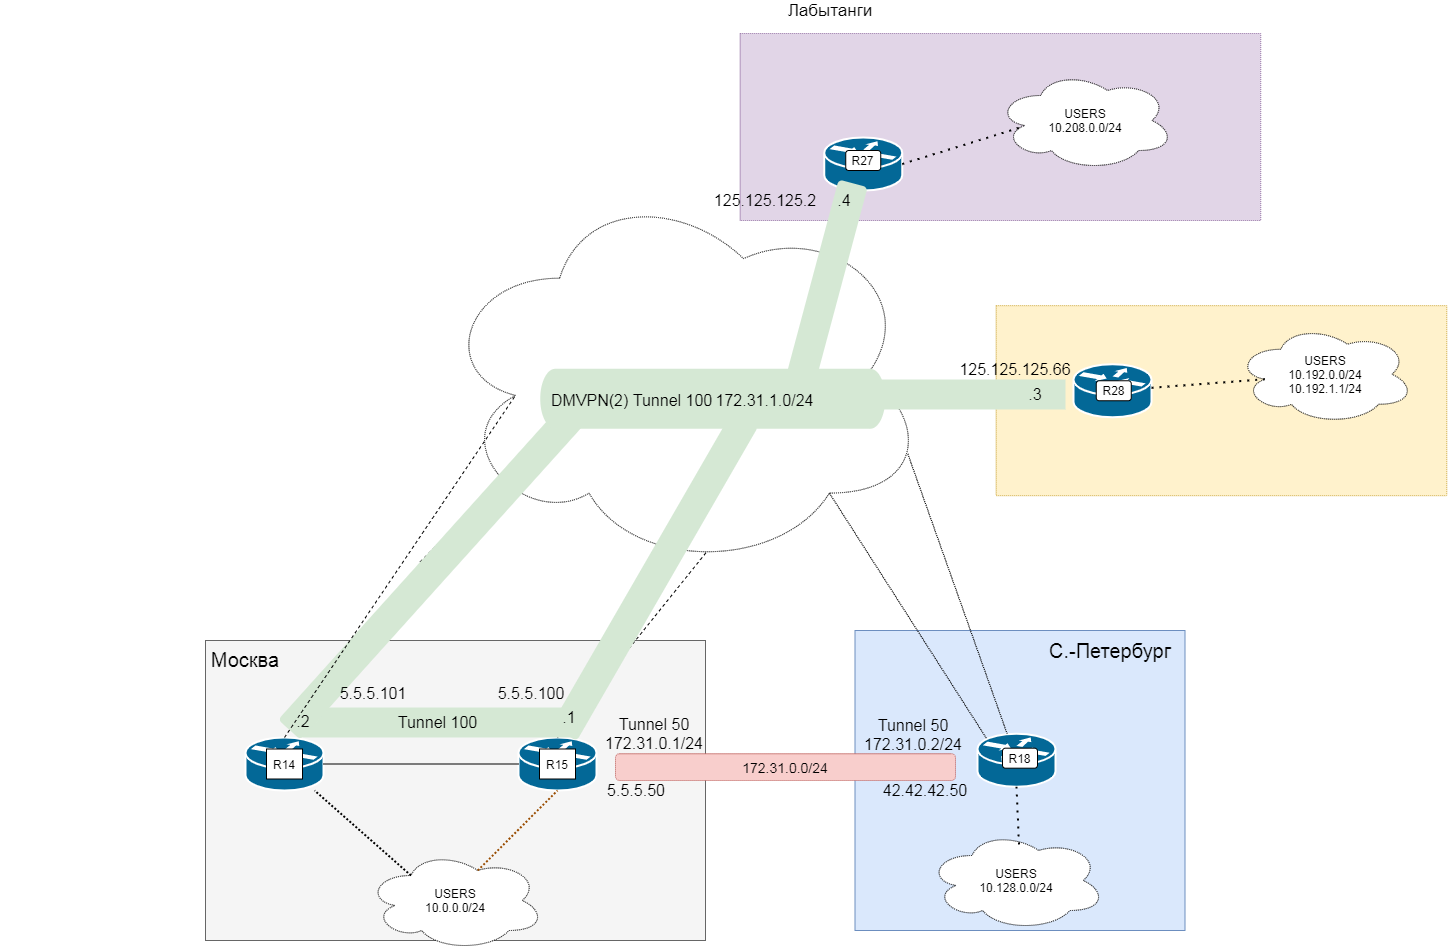 Лабытанги
USERS
10.208.0.0/24
R27
125.125.125.2
.4
125.125.125.66
R28
.3
USERS
10.192.0.0/24
10.192.1.1/24
DMVPN(2) Tunnel 100 172.31.1.0/24
Москва
С.-Петербург
5.5.5.101
5.5.5.100
.2
Tunnel 100
.1
Tunnel 50
172.31.0.1/24
Tunnel 50
172.31.0.2/24
R14
R15
172.31.0.0/24
R18
5.5.5.50
42.42.42.50
USERS
10.0.0.0/24
USERS
10.128.0.0/24